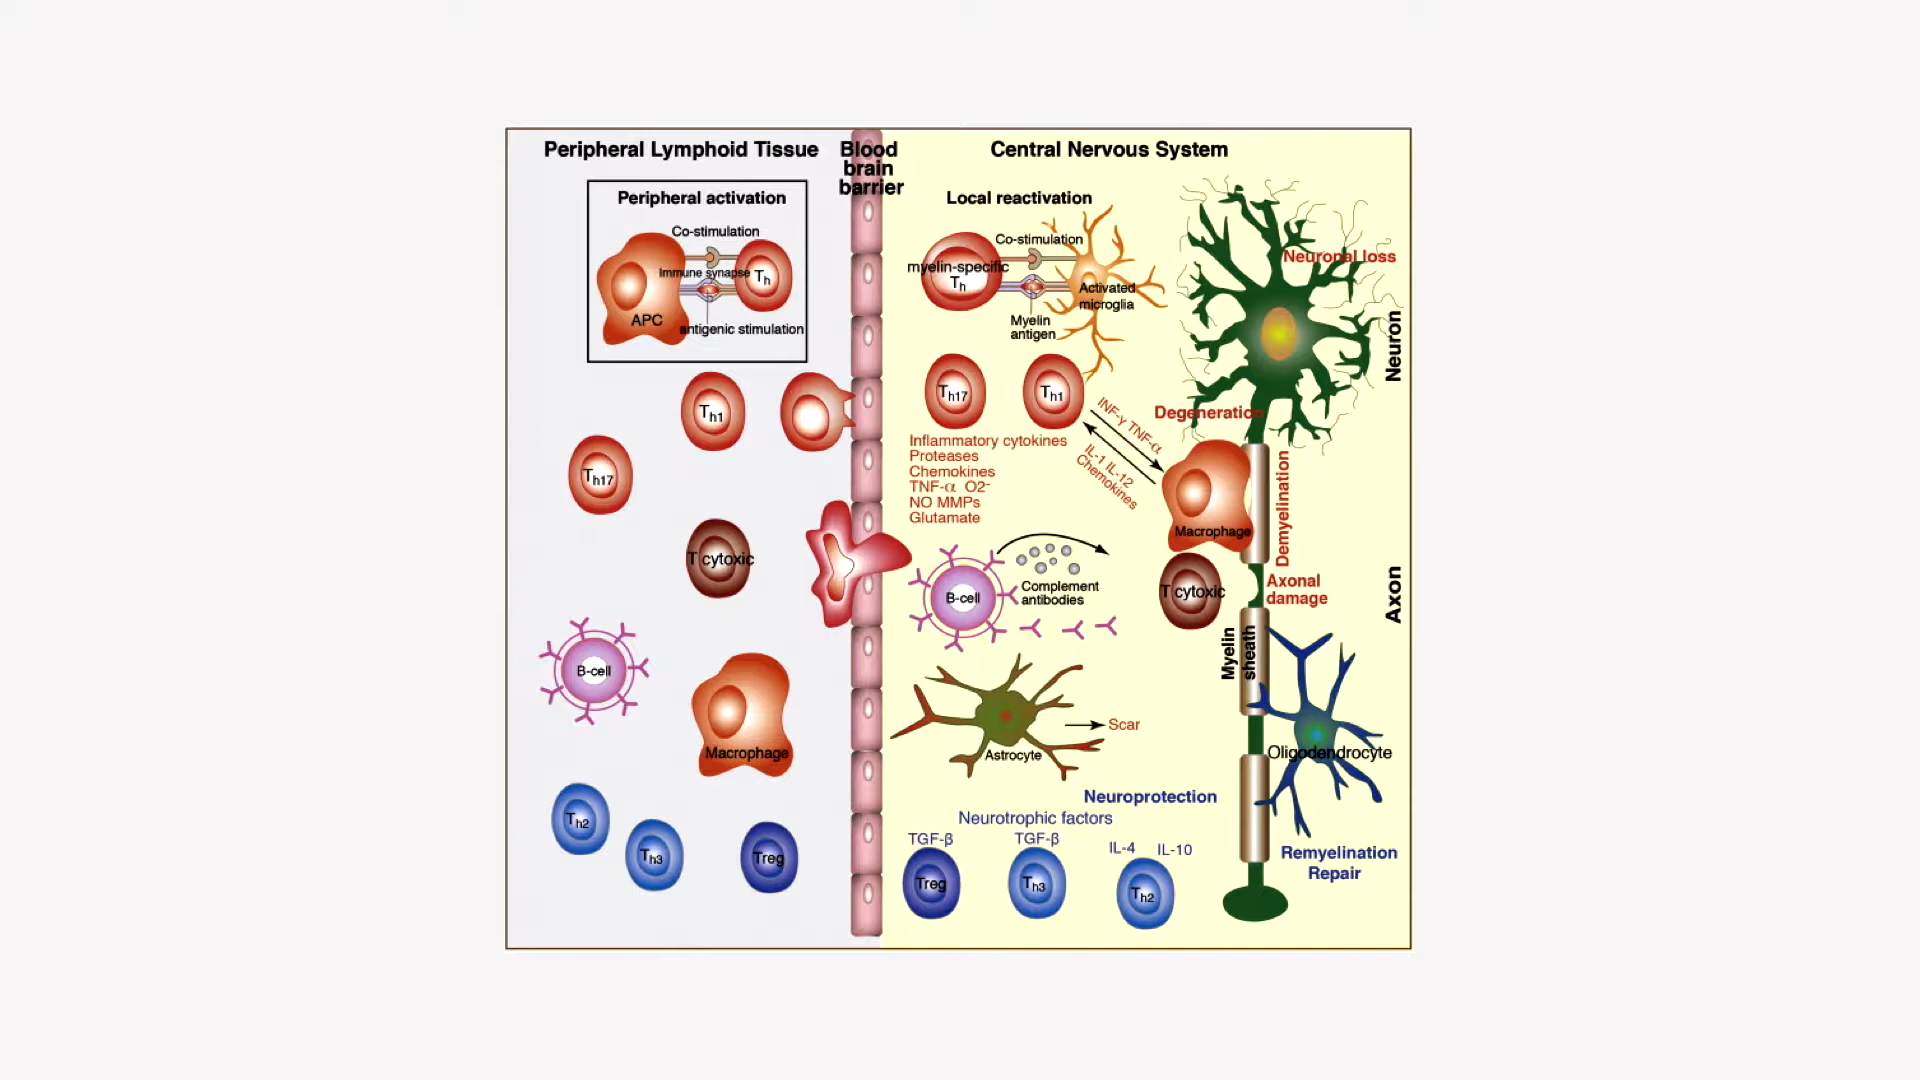 Peripheral Lymphoid Tissue
Blood
brain
barrier
Central Nervous System
Peripheral activation
Co-stimulation
Immune synapse
Th
APC
antigenic stimulation
Th1
Th17
T cytoxic
B-cell
Macrophage
Th2
Th3
Treg
Local reactivation
Co-stimulation
myelin-specific
Th
Activated
microglia
Myelin
antigen
Th17
Th1
Inflammatory cytokines
Proteases
Chemokines
TNF-α O2-
NO MMPs
Glutamate
INF-γ TNF-α
IL-1 IL-12
Chemokines
Neuronal loss
Neuron
Degeneration
Macrophage
Demyelination
B-cell
Complement
antibodies
T cytoxic
Axonal
damage
Axon
Myelin
sheath
Astrocyte
Scar
Oligodendrocyte
Neuroprotection
Neurotrophic factors
TGF-β
TGF-β
IL-4
IL-10
Treg
Th3
Th2
Remyelination
Repair